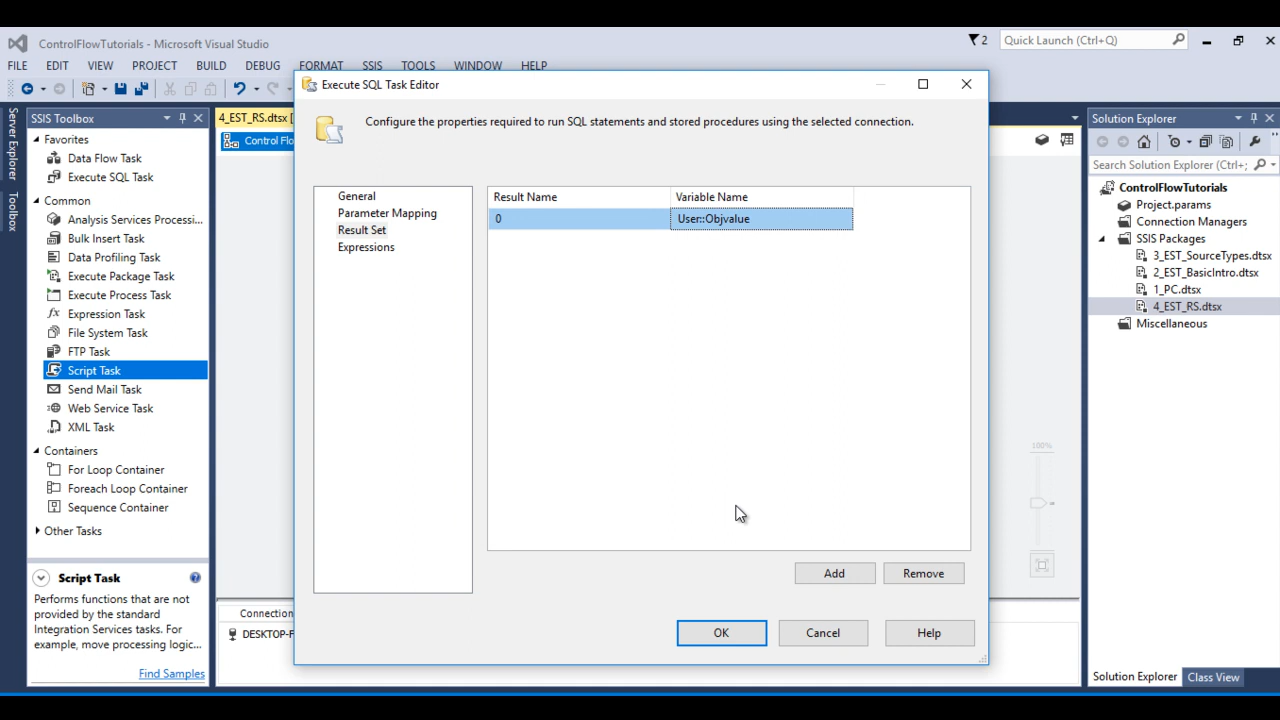 ControlFlowTutorials - Microsoft Visual Studio
2
Quick Launch (Ctrl+Q)
FILE EDIT VIEW PROJECT BUILD DEBUG FORMAT SSIS TOOLS WINDOW HELP
Server Explorer
Toolbox
SSIS Toolbox
Favorites
Data Flow Task
Execute SQL Task
Common
Analysis Services Processi...
Bulk Insert Task
Data Profiling Task
Execute Package Task
Execute Process Task
Expression Task
File System Task
FTP Task
Script Task
Send Mail Task
Web Service Task
XML Task
Containers
For Loop Container
Foreach Loop Container
Sequence Container
Other Tasks
Script Task
Performs functions that are not
provided by the standard
Integration Services tasks. For
example, move processing logic...
Find Samples
4_EST_RS.dtsx [
Control Flo
Connection
DESKTOP-F
100%
Execute SQL Task Editor
Configure the properties required to run SQL statements and stored procedures using the selected connection.
General
Parameter Mapping
Result Set
Expressions
Result Name Variable Name
0 User::Objvalue
Add Remove
OK Cancel Help
Solution Explorer
Search Solution Explorer (Ctrl+;
ControlFlowTutorials
Project.params
Connection Managers
SSIS Packages
3_EST_SourceTypes.dtsx
2_EST_BasicIntro.dtsx
1_PC.dtsx
4_EST_RS.dtsx
Miscellaneous
Solution Explorer Class View